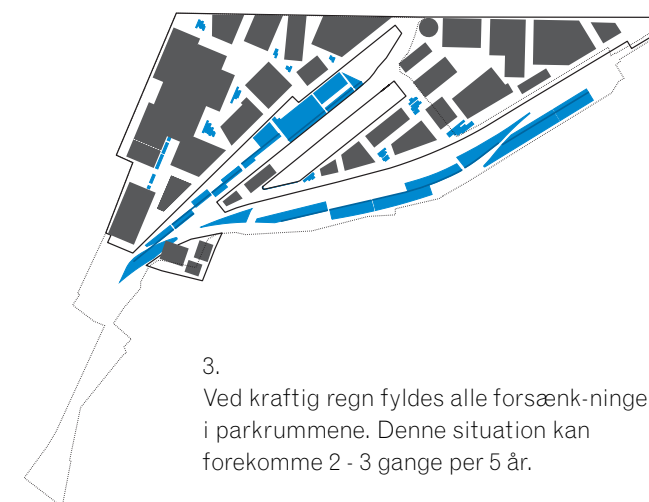 3.
Ved kraftig regn fyldes alle forsænk-ninge
i parkrummene. Denne situation kan
forekomme 2 - 3 gange per 5 år.